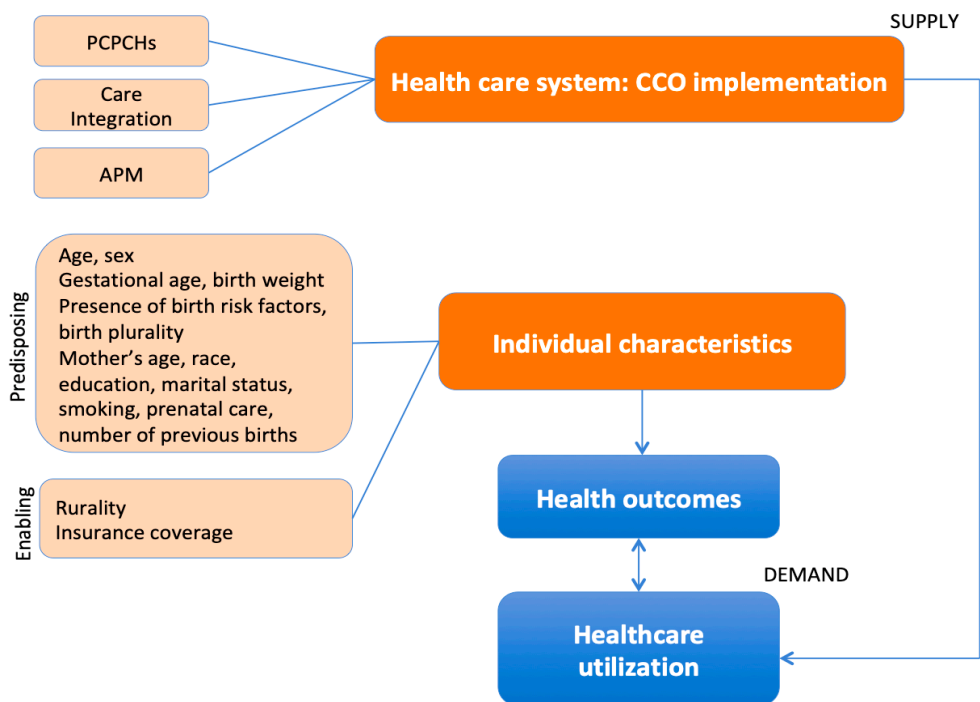 SUPPLY
PCPCHs
Health care system: CCO implementation
Care
Integration
APM
Predisposing
Age, sex
Gestational age, birth weight
Presence of birth risk factors,
birth plurality
Mother’s age, race,
education, marital status,
smoking, prenatal care,
number of previous births
Individual characteristics
Enabling
Rurality
Insurance coverage
Health outcomes
DEMAND
Healthcare
utilization